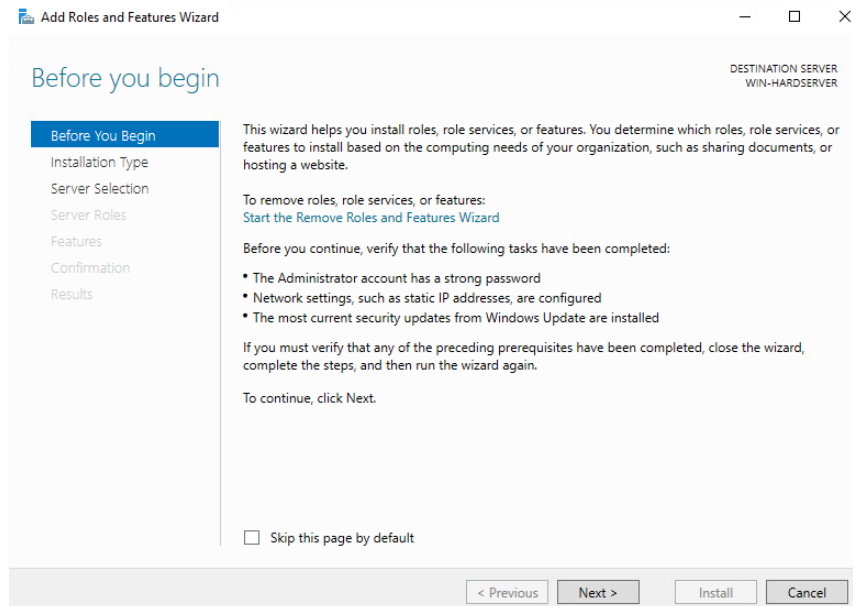 Add Roles and Features Wizard
Before you begin
DESTINATION SERVER
WIN-HARDSERVER
Before You Begin
Installation Type
Server Selection
Server Roles
Features
Confirmation
Results
This wizard helps you install roles, role services, or features. You determine which roles, role services, or
features to install based on the computing needs of your organization, such as sharing documents, or
hosting a website.
To remove roles, role services, or features:
Start the Remove Roles and Features Wizard
Before you continue, verify that the following tasks have been completed:
• The Administrator account has a strong password
• Network settings, such as static IP addresses, are configured
• The most current security updates from Windows Update are installed
If you must verify that any of the preceding prerequisites have been completed, close the wizard,
complete the steps, and then run the wizard again.
To continue, click Next.
Skip this page by default
< Previous
Next >
Install
Cancel